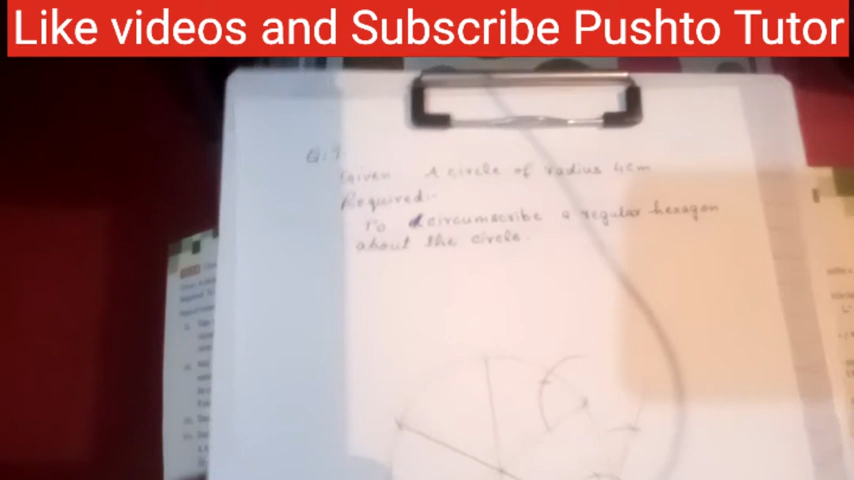 Like videos and Subscribe Pushto Tutor
Given A circle of radius 4cm
Required:-
To circumscribe a regular hexagon
about the circle.